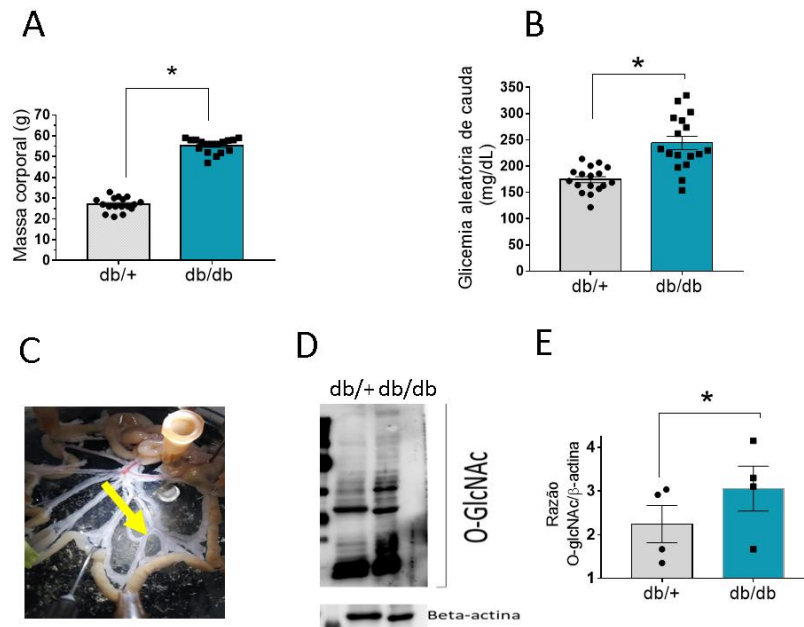 A
Massa corporal (g)
70
60
50
40
30
20
10
0
*
db/+
db/db
B
Glicemia aleatória de cauda
(mg/dL)
350
300
250
200
150
100
50
0
*
db/+
db/db
C
D
db/+ db/db
O-GlcNAc
Beta-actina
E
Razão
O-glcNAc/β-actina
4
3
2
1
*
db/+
db/db